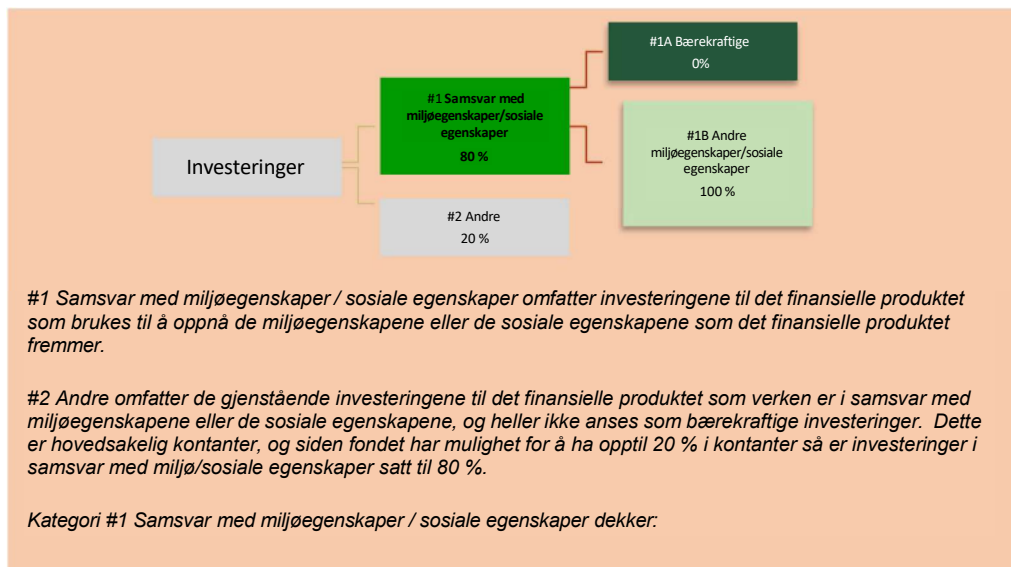 Investeringer
#1 Samsvar med
miljøegenskaper/sosiale
egenskaper
80 %
#2 Andre
20 %
#1A Bærekraftige
0%
#1B Andre
miljøegenskaper/sosiale
egenskaper
100 %
#1 Samsvar med miljøegenskaper / sosiale egenskaper omfatter investeringene til det finansielle produktet
som brukes til å oppnå de miljøegenskapene eller de sosiale egenskapene som det finansielle produktet
fremmer.
#2 Andre omfatter de gjenstående investeringene til det finansielle produktet som verken er i samsvar med
miljøegenskapene eller de sosiale egenskapene, og heller ikke anses som bærekraftige investeringer. Dette
er hovedsakelig kontanter, og siden fondet har mulighet for å ha opptil 20 % i kontanter så er investeringer i
samsvar med miljø/sosiale egenskaper satt til 80 %.
Kategori #1 Samsvar med miljøegenskaper / sosiale egenskaper dekker: